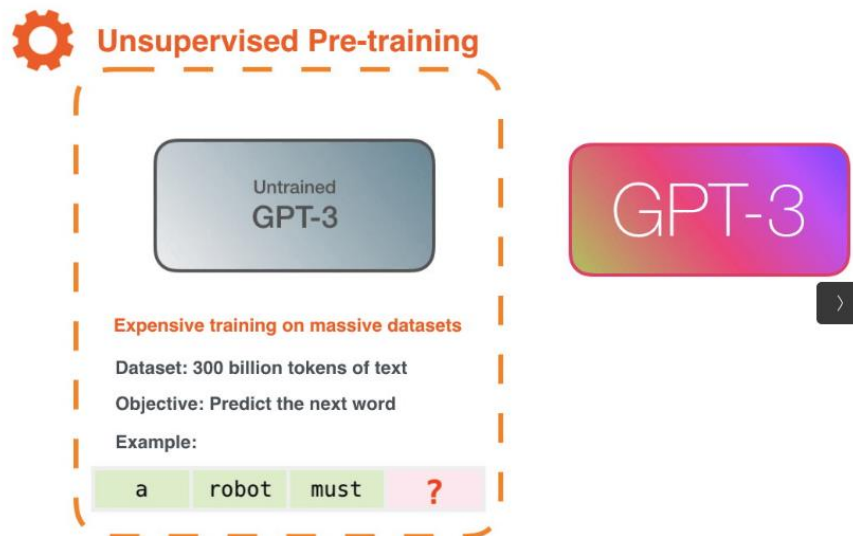 Unsupervised Pre-training
Untrained
GPT-3
GPT-3
Expensive training on massive datasets
Dataset: 300 billion tokens of text
Objective: Predict the next word
Example:
a robot must ?